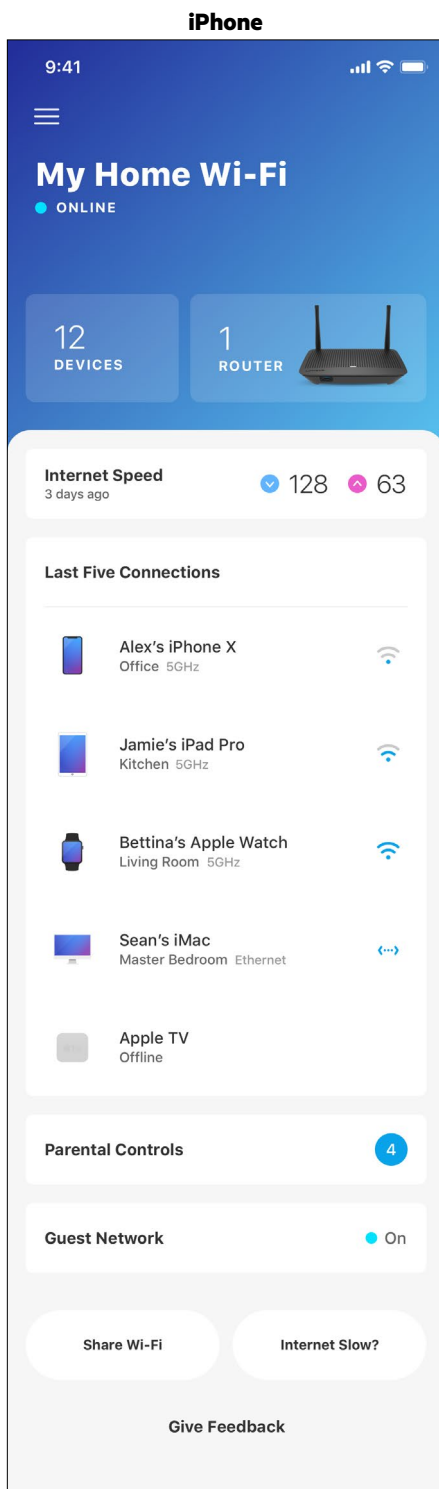 iPhone
9:41
My Home Wi-Fi
ONLINE
12
DEVICES
1
ROUTER
Internet Speed
3 days ago
128
63
Last Five Connections
Alex's iPhone X
Office 5GHz
Jamie's iPad Pro
Kitchen 5GHz
Bettina's Apple Watch
Living Room 5GHz
Sean's iMac
Master Bedroom Ethernet
Apple TV
Offline
Parental Controls
4
Guest Network
On
Share Wi-Fi
Internet Slow?
Give Feedback